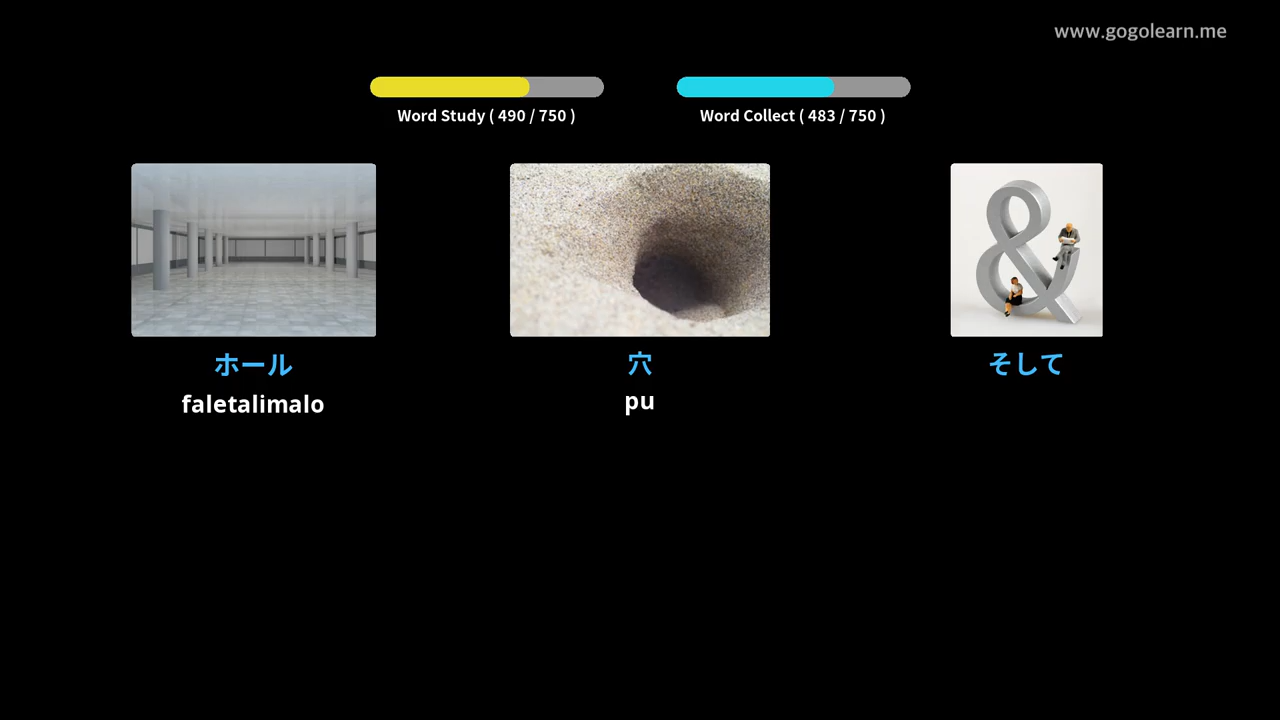 www.gogolearn.me
Word Study ( 490 / 750 )
Word Collect ( 483 / 750 )
ホール
穴
そして
faletalimalo
pu